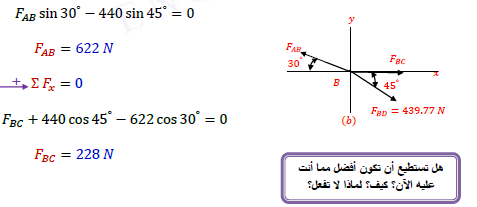 F_AB sin 30° − 440 sin 45° = 0
F_AB = 622 N
+ Σ F_x = 0
F_BC + 440 cos 45° − 622 cos 30° = 0
F_BC = 228 N
y
F_AB
30°
F_BC
x
B
45°
F_BD = 439.77 N
(b)
هل تستطيع أن تكون أفضل مما أنت
عليه الآن؟ كيف؟ لماذا لا تفعل؟